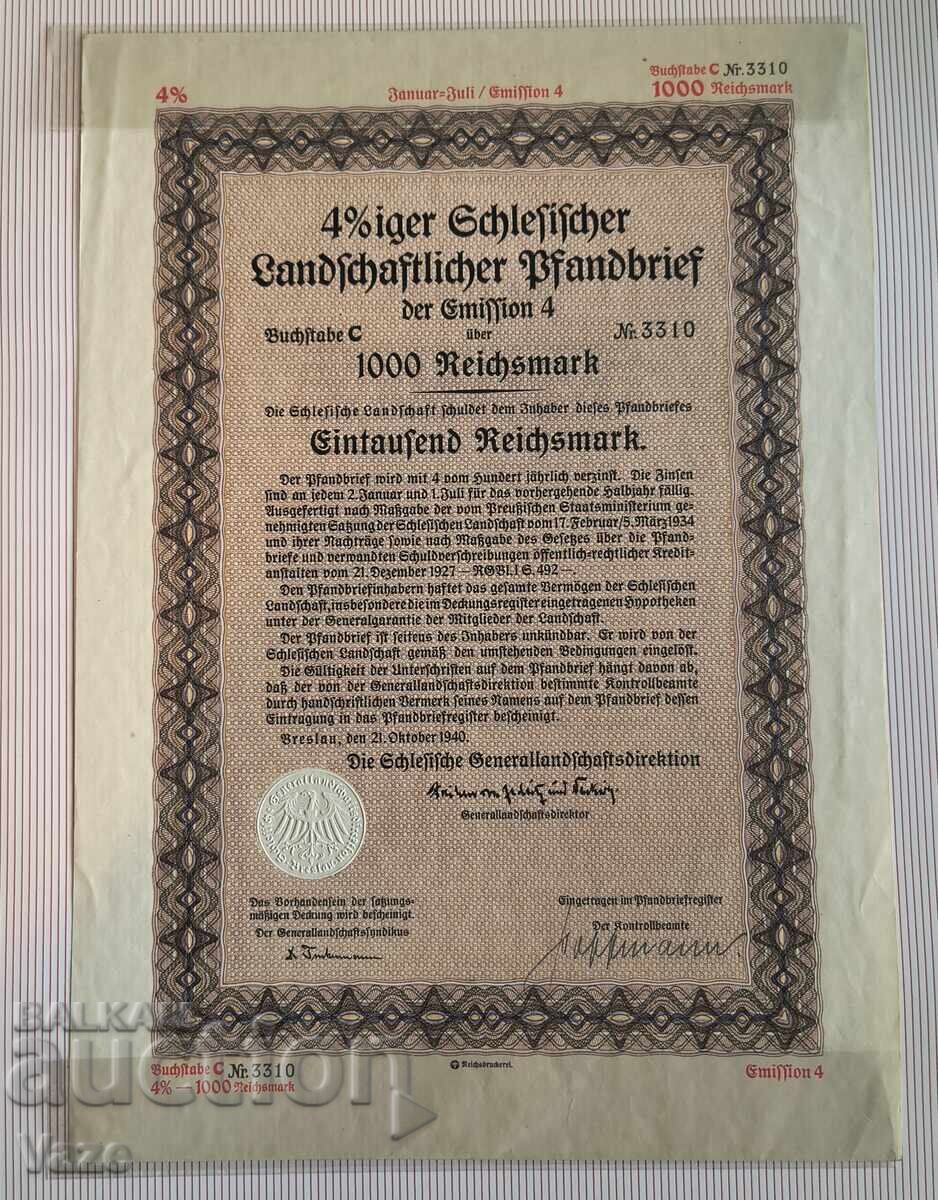 Buchstabe C Nr. 3310
4% Januar=Juli / Emission 4 1000 Reichsmark
4%iger Schlesischer
Landschaftlicher Pfandbrief
der Emission 4
Buchstabe C über Nr. 3310
1000 Reichsmark
Die Schlesische Landschaft schuldet dem Inhaber dieses Pfandbriefes
Eintausend Reichsmark.
Der Pfandbrief wird mit 4 vom Hundert jährlich verzinst. Die Zinsen
sind an jedem 2. Januar und 1. Juli für das vorhergehende Halbjahr fällig.
Ausgefertigt nach Maßgabe der vom Preußischen Staatsministerium ge-
nehmigten Satzung der Schlesischen Landschaft vom 17. Februar/5. März 1934
und ihrer Nachträge sowie nach Maßgabe des Gesetzes über die Pfand-
briefe und verwandten Schuldverschreibungen öffentlich-rechtlicher Kredit-
anstalten vom 21. Dezember 1927 – RGBl. I S. 492 –.
Den Pfandbriefinhabern haftet das gesamte Vermögen der Schlesischen
Landschaft, insbesondere die im Deckungsregister eingetragenen Hypotheken
unter der Generalgarantie der Mitglieder der Landschaft.
Der Pfandbrief ist seitens des Inhabers unkündbar. Er wird von der
Schlesischen Landschaft gemäß den umstehenden Bedingungen eingelöst.
Die Gültigkeit der Unterschriften auf dem Pfandbrief hängt davon ab,
daß der von der Generallandschaftsdirektion bestimmte Kontrollbeamte
durch handschriftlichen Vermerk seines Namens auf dem Pfandbrief dessen
Eintragung in das Pfandbriefregister bescheinigt.
Breslau, den 21. Oktober 1940.
Die Schlesische Generallandschaftsdirektion
Generallandschaftsdirektor
Das Vorhandensein der satzungs-
mäßigen Deckung wird bescheinigt.
Der Generallandschaftssyndikus
Eingetragen im Pfandbriefregister
Der Kontrollbeamte
Hoffmann
Reichsdruckerei.
Buchstabe C Nr. 3310
4% — 1000 Reichsmark
Emission 4
BALKAN
auction
Yaze